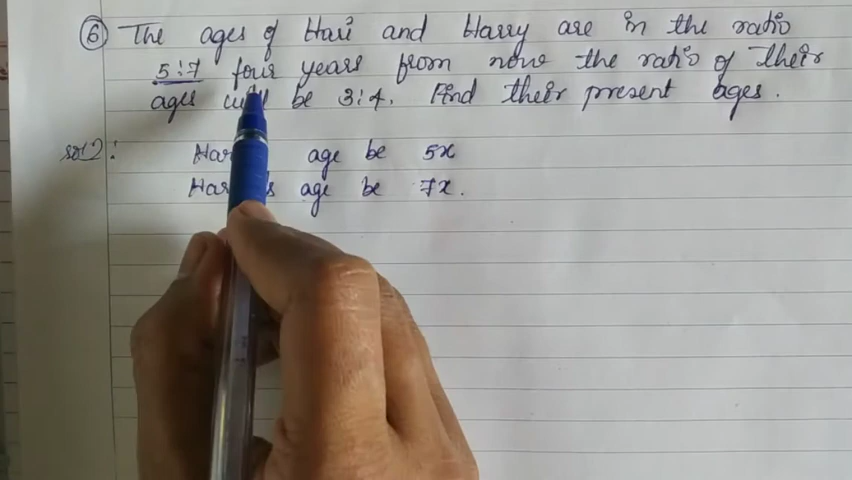 ⑥ The ages of Hari and Harry are in the ratio
5:7 four years from now the ratio of their
ages will be 3:4. Find their present ages.
age be 5x
age be 7x.